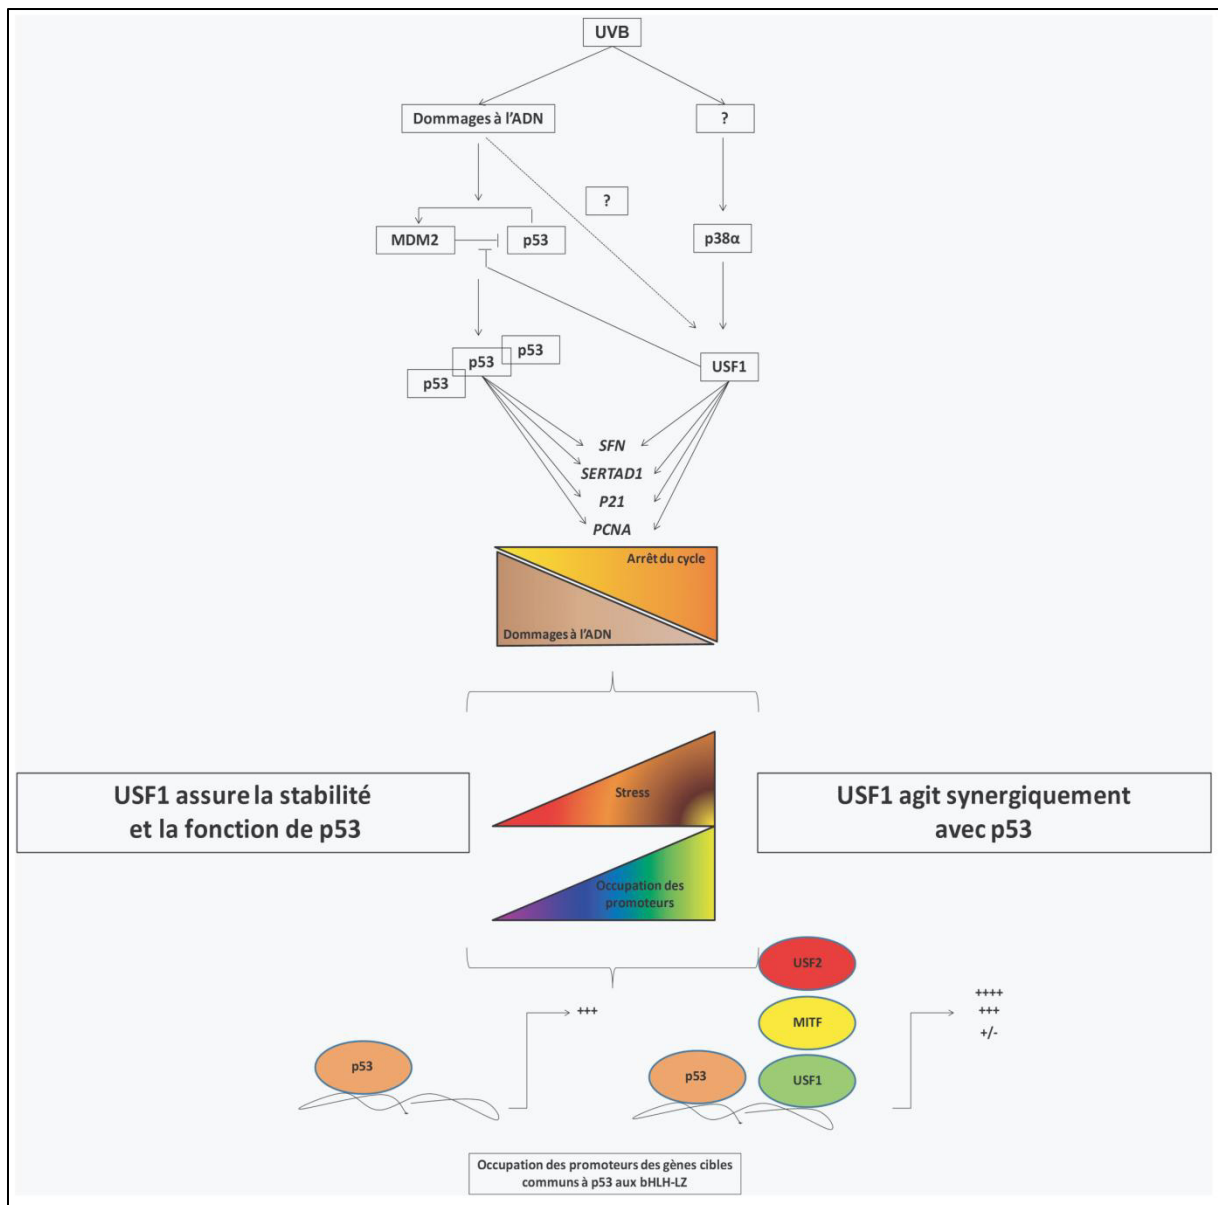 UVB
Dommages à l'ADN
?
?
MDM2
p53
p38α
p53
p53
p53
USF1
SFN
SERTAD1
P21
PCNA
Arrêt du cycle
Dommages à l'ADN
USF1 assure la stabilité
et la fonction de p53
Stress
USF1 agit synergiquement
avec p53
Occupation des
promoteurs
USF2
MITF
USF1
p53
+++
p53
++++
+++
+/-
Occupation des promoteurs des gènes cibles
communs à p53 aux bHLH-LZ